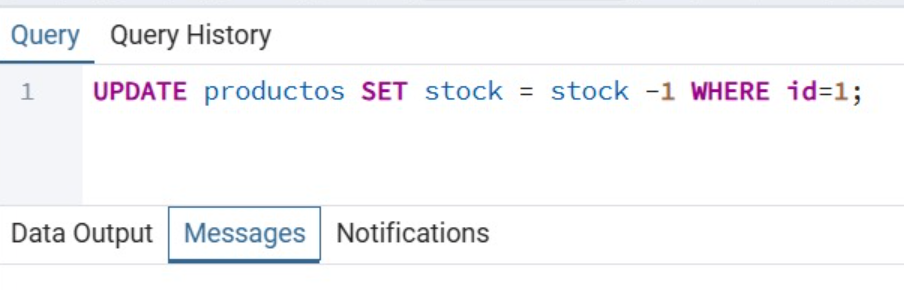 Query Query History
1 UPDATE productos SET stock = stock -1 WHERE id=1;
Data Output Messages Notifications